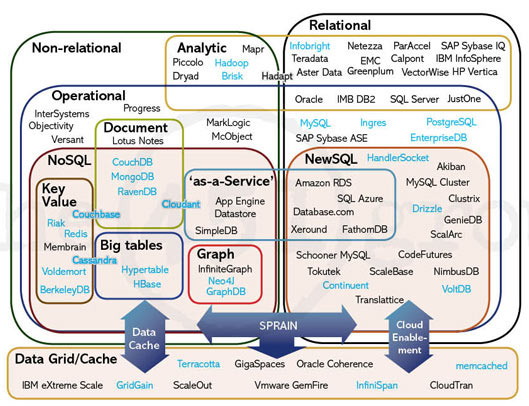 Relational
Non-relational
Analytic
Mapr
Piccolo
Hadoop
Dryad
Brisk
Hadapt
Infobright
Netezza
ParAccel
SAP Sybase IQ
Teradata
EMC
Calpont
IBM InfoSphere
Aster Data
Greenplum
VectorWise
HP Vertica
Operational
Oracle
IMB DB2
SQL Server
JustOne
InterSystems
Progress
Objectivity
Versant
Document
Lotus Notes
MarkLogic
McObject
MySQL
Ingres
PostgreSQL
SAP Sybase ASE
EnterpriseDB
NoSQL
CouchDB
MongoDB
RavenDB
'as-a-Service'
NewSQL
HandlerSocket
Akiban
Key
Value
Couchbase
Cloudant
App Engine
Datastore
SimpleDB
Amazon RDS
SQL Azure
Database.com
Xeround
FathomDB
MySQL Cluster
Clustrix
Drizzle
GenieDB
ScalArc
Riak
Redis
Membrain
Cassandra
Voldemort
BerkeleyDB
Big tables
Hypertable
HBase
Graph
InfiniteGraph
Neo4J
GraphDB
Schooner MySQL
CodeFutures
Tokutek
ScaleBase
NimbusDB
Continuent
VoltDB
Translattice
Data
Cache
SPRAIN
Cloud
Enable-
ment
Data Grid/Cache
Terracotta
GigaSpaces
Oracle Coherence
memcached
IBM eXtreme Scale
GridGain
ScaleOut
Vmware GemFire
InfiniSpan
CloudTran